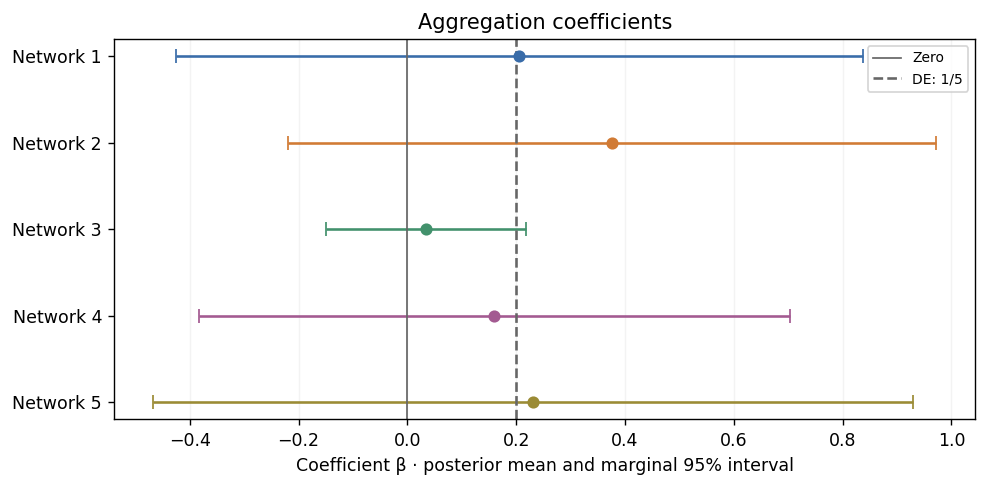 Aggregation coefficients
Network 1
Network 2
Network 3
Network 4
Network 5
Zero
DE: 1/5
−0.4 −0.2 0.0 0.2 0.4 0.6 0.8 1.0
Coefficient β · posterior mean and marginal 95% interval